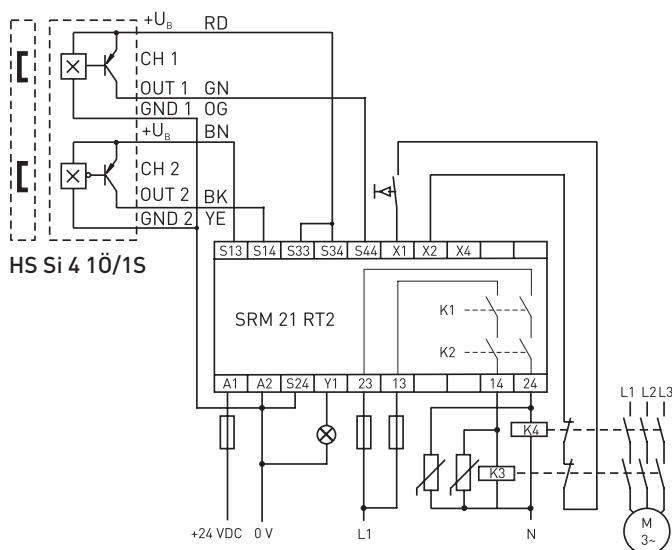 +UB RD
CH 1
OUT 1 GN
GND 1 OG
+UB BN
CH 2
OUT 2 BK
GND 2 YE
HS Si 4 1Ö/1S
S13 S14 S33 S34 S44 X1 X2 X4
SRM 21 RT2
K1
K2
A1 A2 S24 Y1 23 13 14 24
L1 L2 L3
K4
K3
M
3~
+24 VDC 0 V L1 N